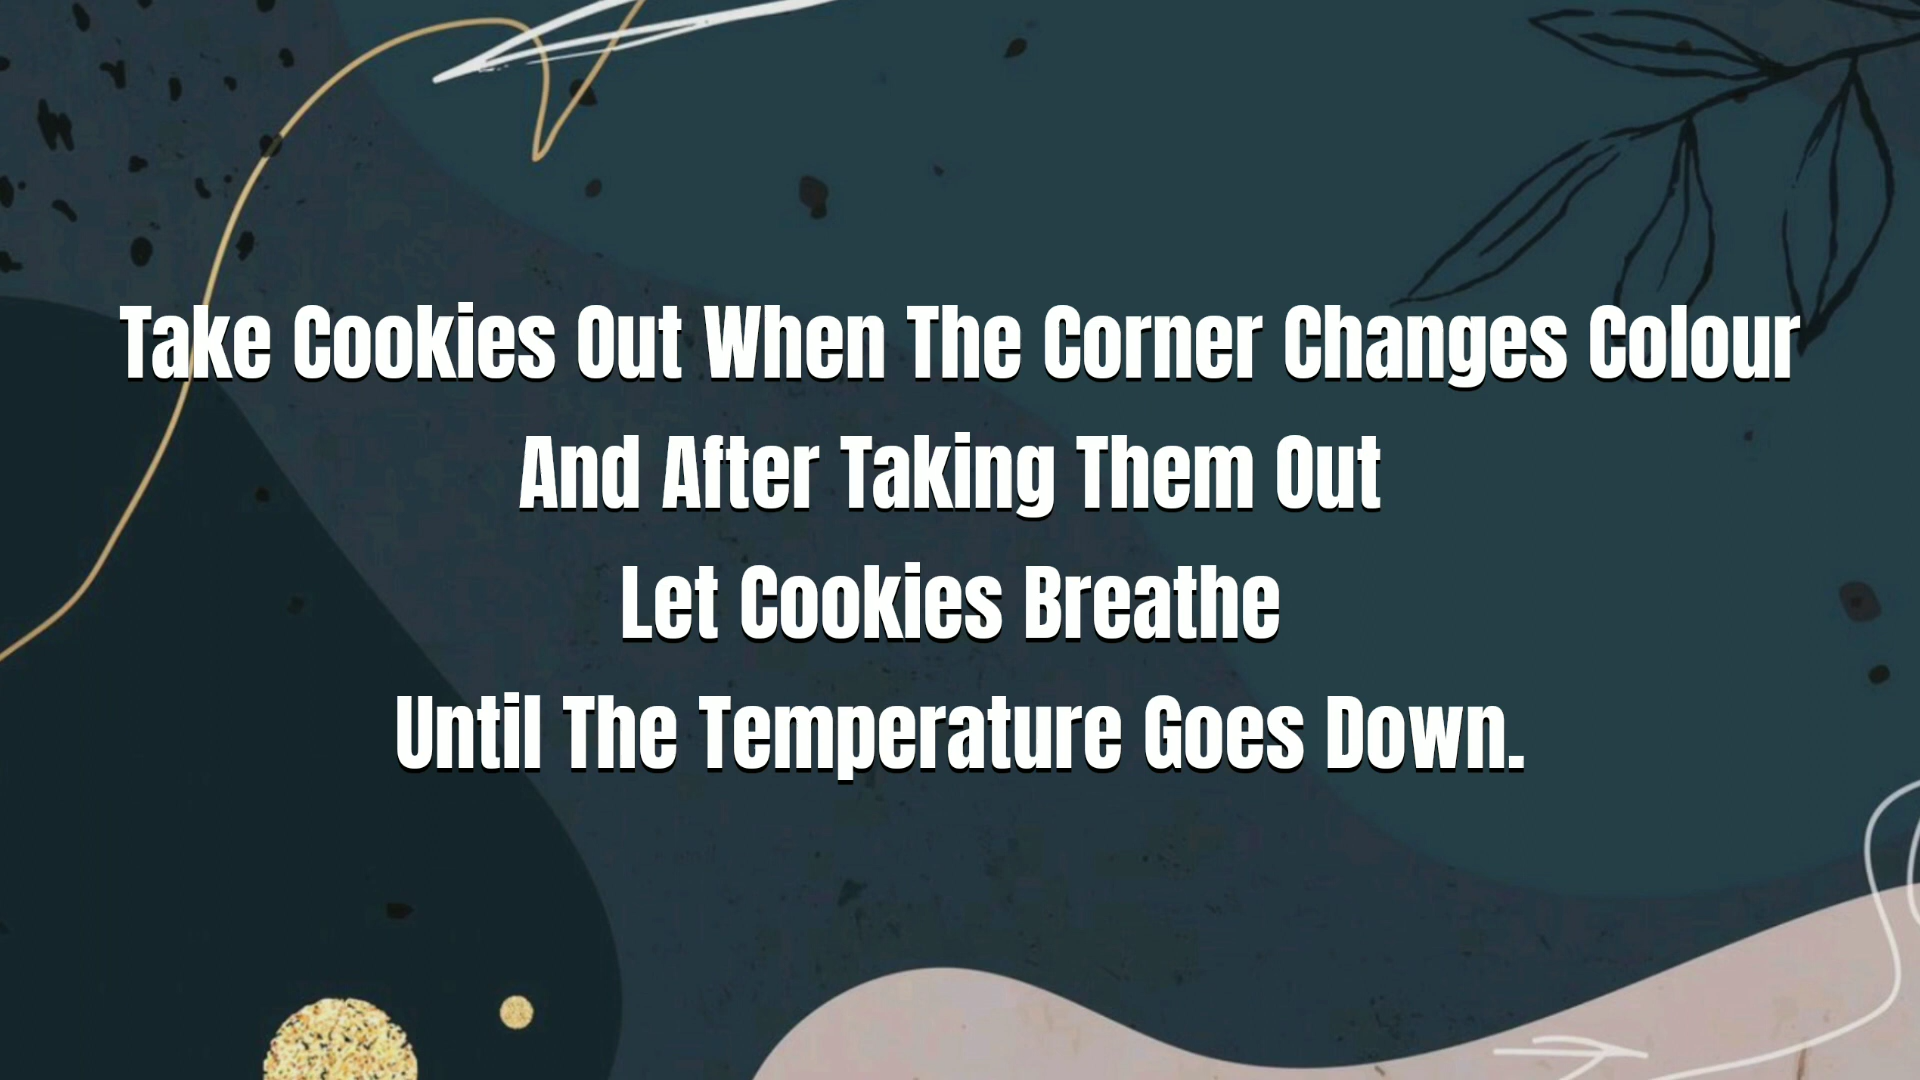 Take Cookies Out When The Corner Changes Colour
And After Taking Them Out
Let Cookies Breathe
Until The Temperature Goes Down.